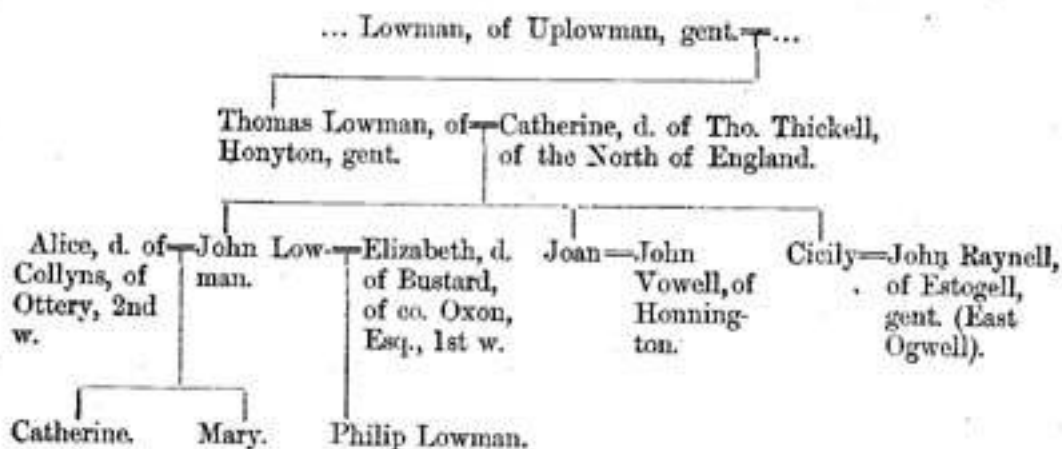 ... Lowman, of Uplowman, gent.=...
Thomas Lowman, of=Catherine, d. of Tho. Thickell,
Honyton, gent. of the North of England.
Alice, d. of=John Low-=Elizabeth, d. Joan=John Cicily=John Raynell,
Collyns, of man. of Bustard, Vowell, of of Estogell,
Ottery, 2nd of co. Oxon, Honning- gent. (East
w. Esq., 1st w. ton. Ogwell).
Catherine. Mary. Philip Lowman.